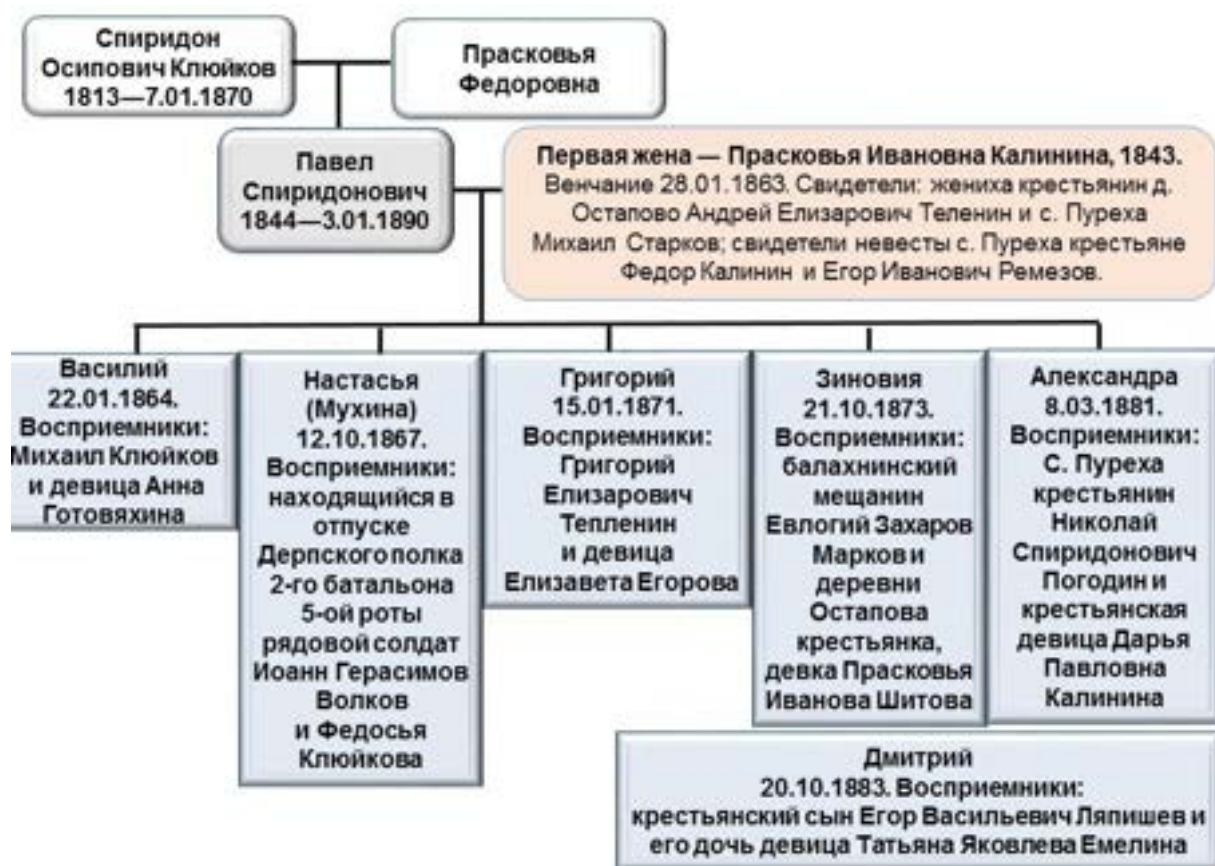 Спиридон
Осипович Клюйков
1813—7.01.1870
Прасковья
Федоровна
Павел
Спиридонович
1844—3.01.1890
Первая жена — Прасковья Ивановна Калинина, 1843.
Венчание 28.01.1863. Свидетели: жениха крестьянин д.
Остапово Андрей Елизарович Теленин и с. Пуреха
Михаил Старков; свидетели невесты с. Пуреха крестьяне
Федор Калинин и Егор Иванович Ремезов.
Василий
22.01.1864.
Восприемники:
Михаил Клюйков
и девица Анна
Готовяхина
Настасья
(Мухина)
12.10.1867.
Восприемники:
находящийся в
отпуске
Дерпского полка
2-го батальона
5-ой роты
рядовой солдат
Иоанн Герасимов
Волков
и Федосья
Клюйкова
Григорий
15.01.1871.
Восприемники:
Григорий
Елизарович
Тепленин
и девица
Елизавета Егорова
Зиновия
21.10.1873.
Восприемники:
балахнинский
мещанин
Евлогий Захаров
Марков и
деревни
Остапова
крестьянка,
девка Прасковья
Иванова Шитова
Александра
8.03.1881.
Восприемники:
С. Пуреха
крестьянин
Николай
Спиридонович
Погодин и
крестьянская
девица Дарья
Павловна
Калинина
Дмитрий
20.10.1883. Восприемники:
крестьянский сын Егор Васильевич Ляпишев и
его дочь девица Татьяна Яковлева Емелина